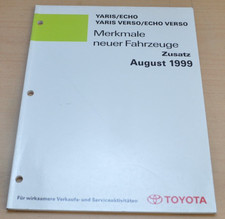 YARIS/ECHO
YARIS VERSO/ECHO VERSO
Merkmale
neuer Fahrzeuge
Zusatz
August 1999
Für wirksamere Verkaufs- und Serviceaktivitäten
TOYOTA